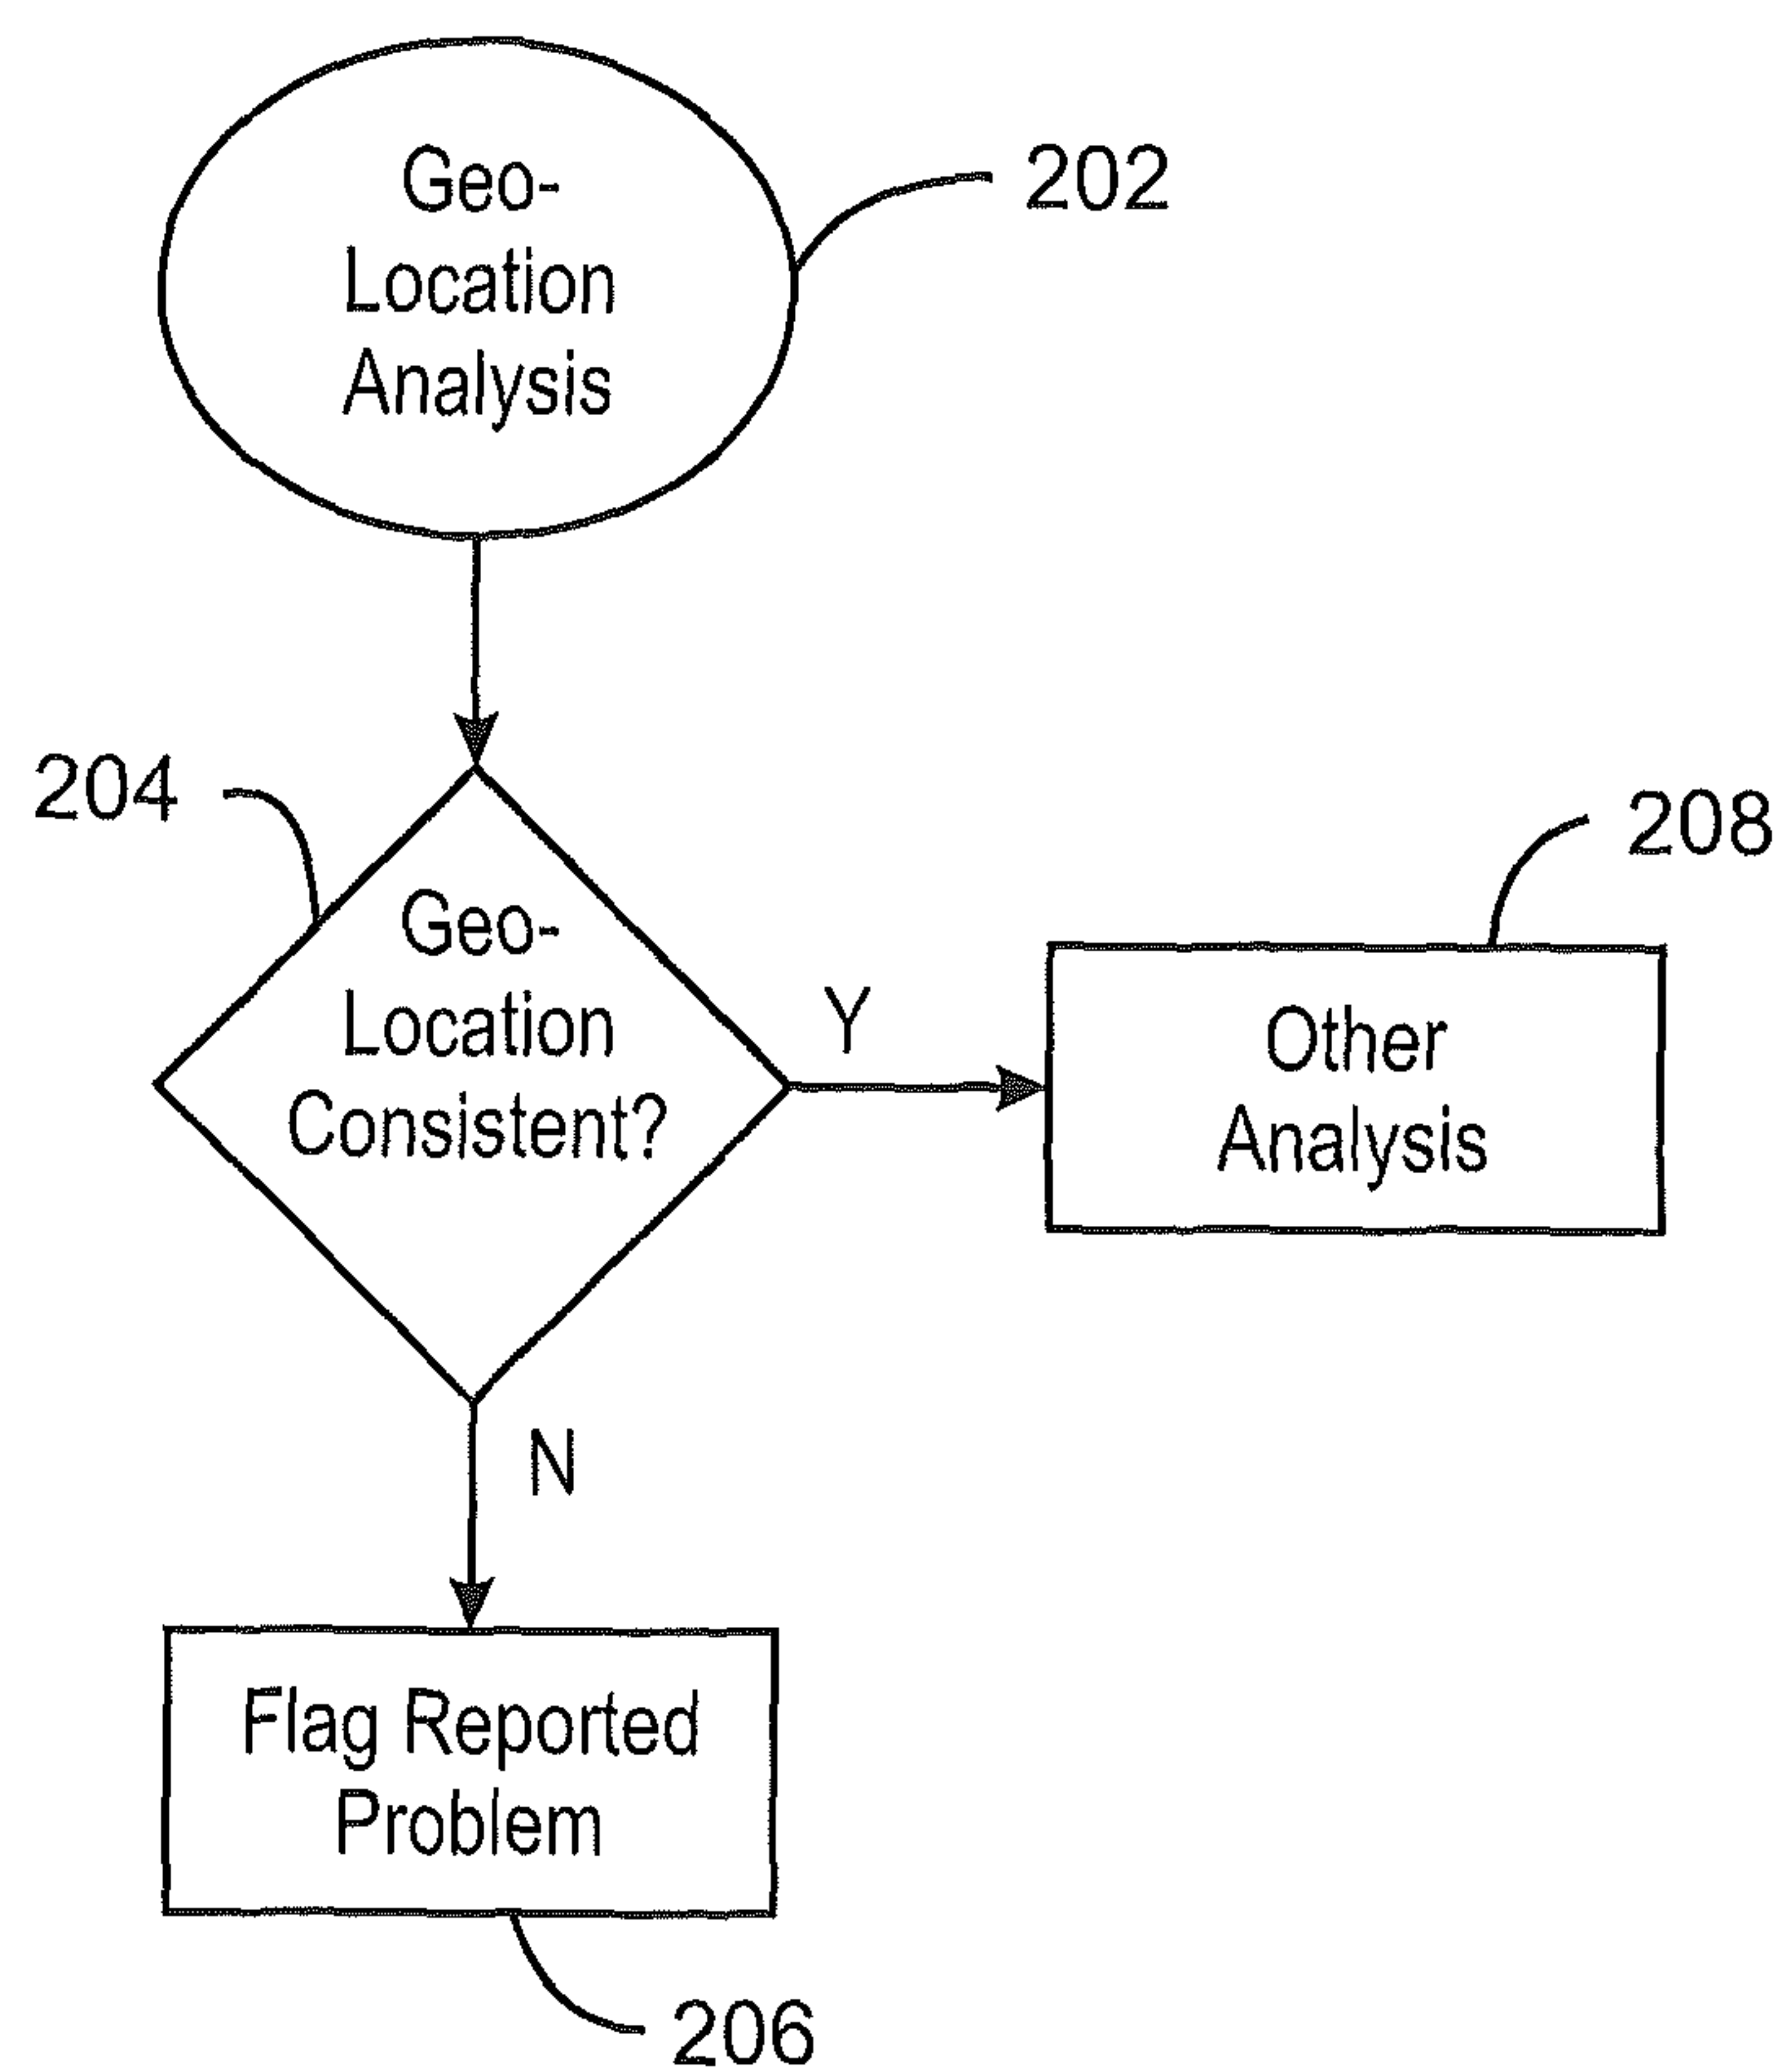 Geo-
Location
Analysis
202
204
Geo-
Location
Consistent?
Y
208
Other
Analysis
N
Flag Reported
Problem
206